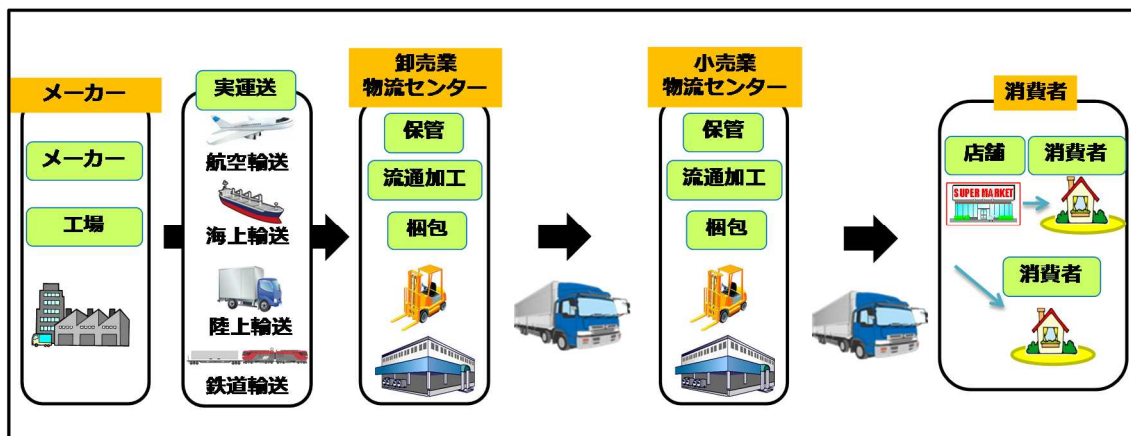 メーカー
メーカー
工場
実運送
航空輸送
海上輸送
陸上輸送
鉄道輸送
卸売業
物流センター
保管
流通加工
梱包
小売業
物流センター
保管
流通加工
梱包
消費者
店舗
消費者
SUPER MARKET
消費者